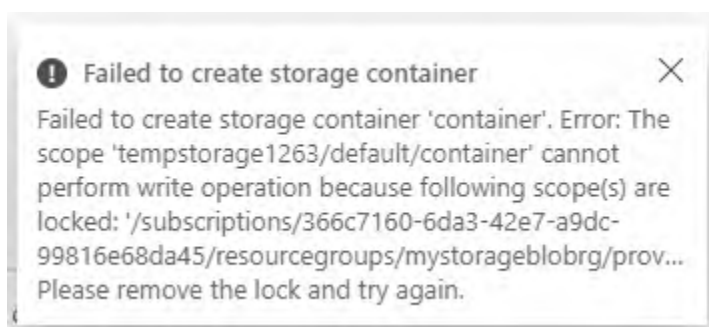 Failed to create storage container
Failed to create storage container 'container'. Error: The
scope 'tempstorage1263/default/container' cannot
perform write operation because following scope(s) are
locked: '/subscriptions/366c7160-6da3-42e7-a9dc-
99816e68da45/resourcegroups/mystorageblobrg/prov...
Please remove the lock and try again.